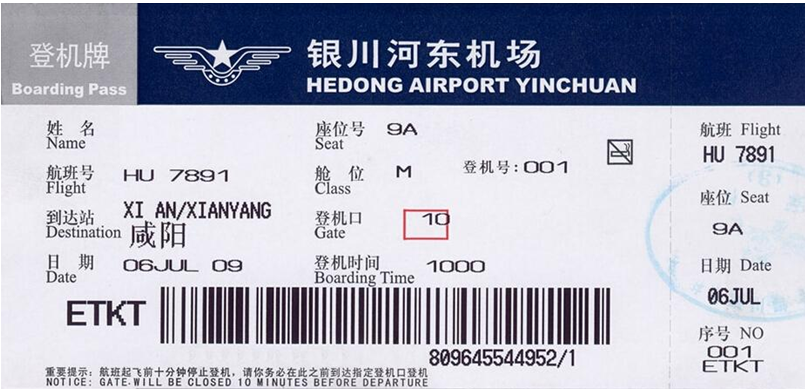 登机牌
Boarding Pass
银川河东机场
HEDONG AIRPORT YINCHUAN
姓 名
Name
座位号 9A
Seat
航班号 HU 7891
Flight
舱 位 M
Class
登机号:001
到达站 XI AN/XIANYANG
Destination 咸阳
登机口 10
Gate
日 期 06JUL 09
Date
登机时间 1000
Boarding Time
ETKT
809645544952/1
重要提示: 航班起飞前十分钟停止登机, 请你务必在此之前到达指定登机口登机
NOTICE: GATE WILL BE CLOSED 10 MINUTES BEFORE DEPARTURE
航班 Flight
HU 7891
座位 Seat
9A
日期 Date
06JUL
序号 NO
001
ETKT